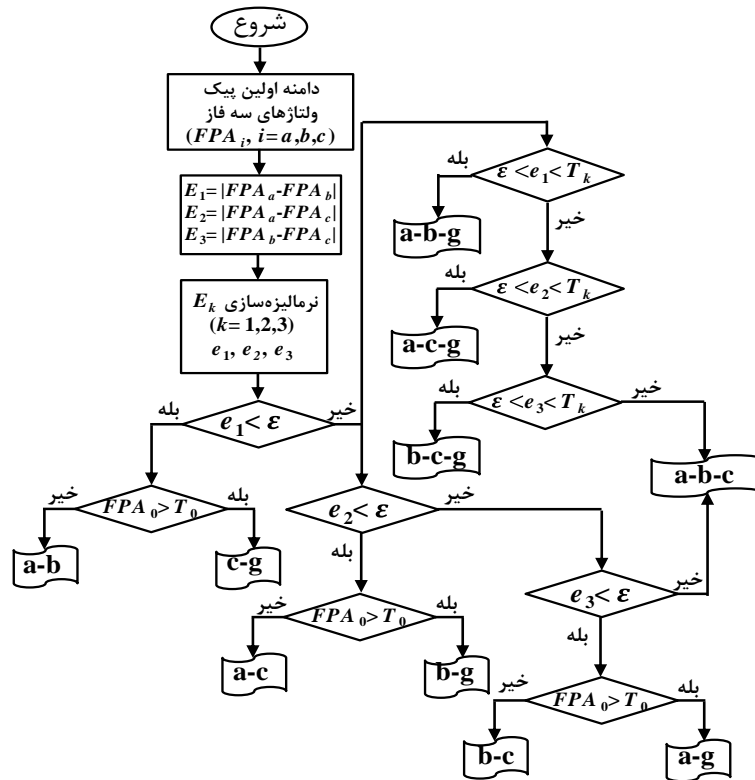 شروع
دامنه اولین پیک
ولتاژهای سه فاز
(FPA_i, i=a,b,c)
E_1=|FPA_a-FPA_b|
E_2=|FPA_a-FPA_c|
E_3=|FPA_b-FPA_c|
نرمالیزه‌سازی E_k
(k= 1,2,3)
e_1, e_2, e_3
بله
e_1< ε
خیر
خیر
FPA_0>T_0
بله
a-b
c-g
e_2< ε
خیر
بله
خیر
FPA_0>T_0
بله
a-c
b-g
e_3< ε
خیر
بله
خیر
FPA_0>T_0
بله
b-c
a-g
بله
ε <e_1<T_k
a-b-g
خیر
بله
ε <e_2<T_k
a-c-g
خیر
بله
ε <e_3<T_k
خیر
b-c-g
a-b-c